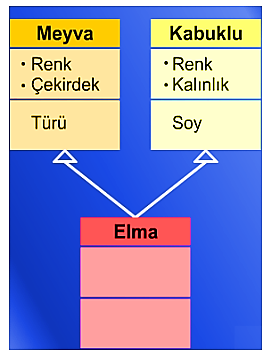 Meyva
• Renk
• Çekirdek
Türü
Kabuklu
• Renk
• Kalınlık
Soy
Elma